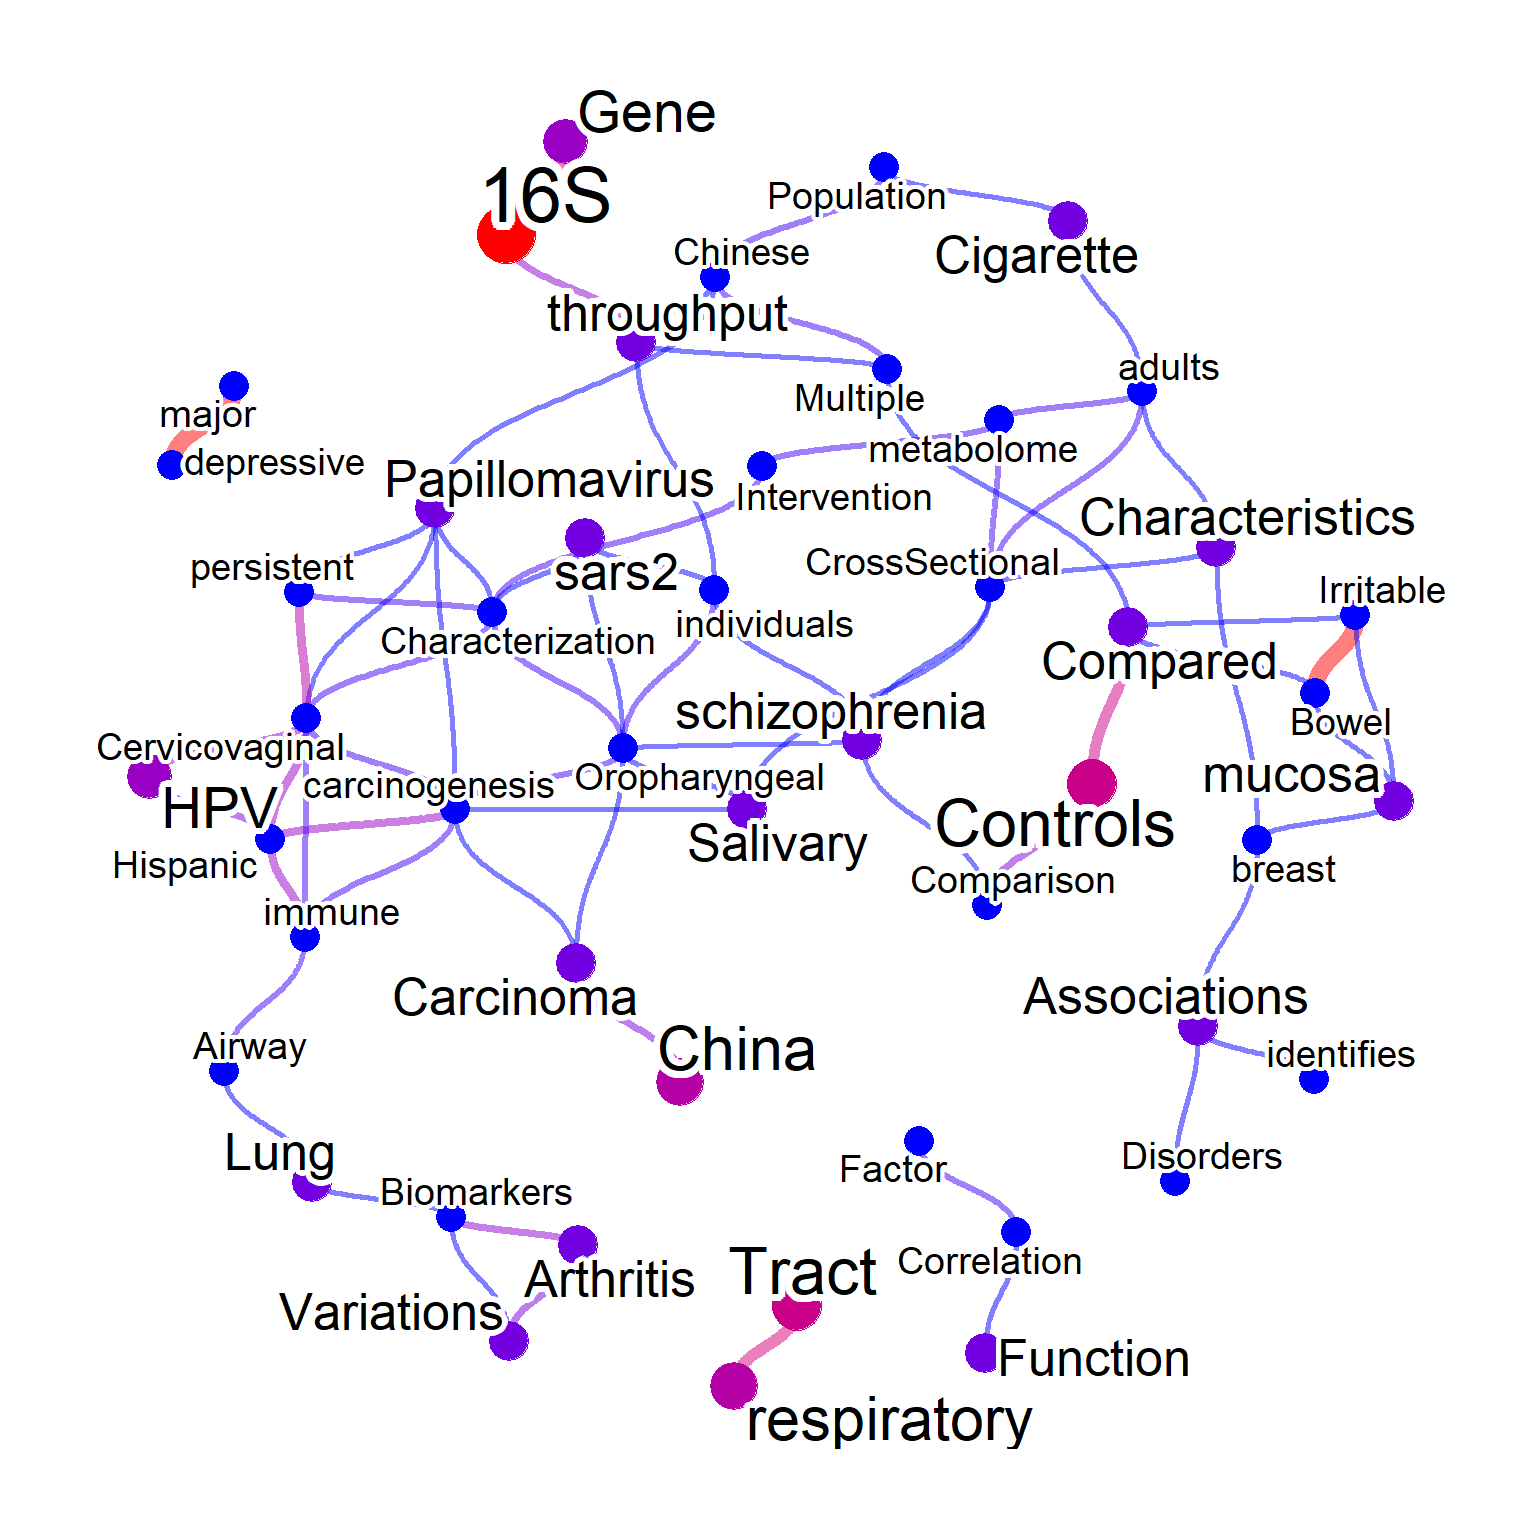 Gene
16S
Population
Chinese
Cigarette
throughput
adults
Multiple
major
metabolome
depressive
Papillomavirus
Intervention
Characteristics
persistent
sars2
CrossSectional
Irritable
individuals
Characterization
Compared
schizophrenia
Bowel
Cervicovaginal
Oropharyngeal
mucosa
carcinogenesis
HPV
Controls
Salivary
Hispanic
breast
Comparison
immune
Carcinoma
Associations
Airway
China
identifies
Lung
Disorders
Factor
Biomarkers
Correlation
Tract
Arthritis
Variations
Function
respiratory